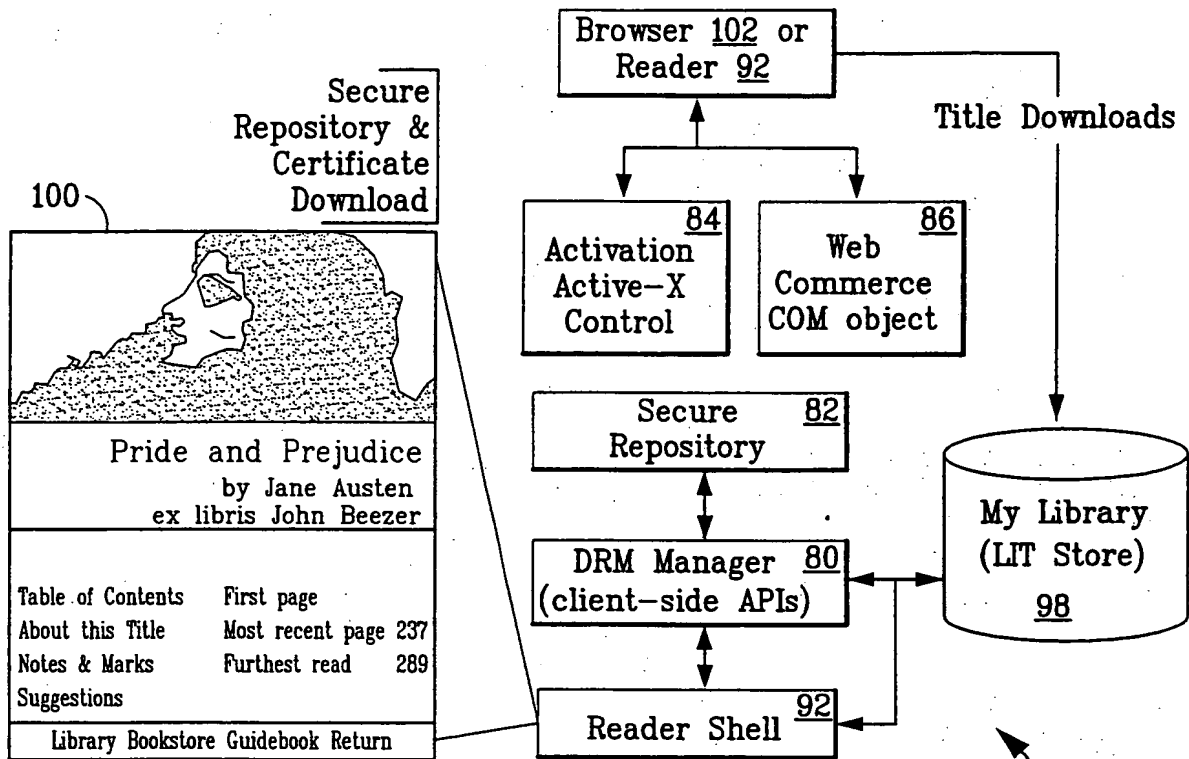 Browser 102 or
Reader 92
Title Downloads
Secure
Repository &
Certificate
Download
100
84
Activation
Active-X
Control
86
Web
Commerce
COM object
Pride and Prejudice
by Jane Austen
ex libris John Beezer
Table of Contents First page
About this Title Most recent page 237
Notes & Marks Furthest read 289
Suggestions
Library Bookstore Guidebook Return
Secure 82
Repository
DRM Manager 80
(client-side APIs)
Reader Shell 92
My Library
(LIT Store)
98